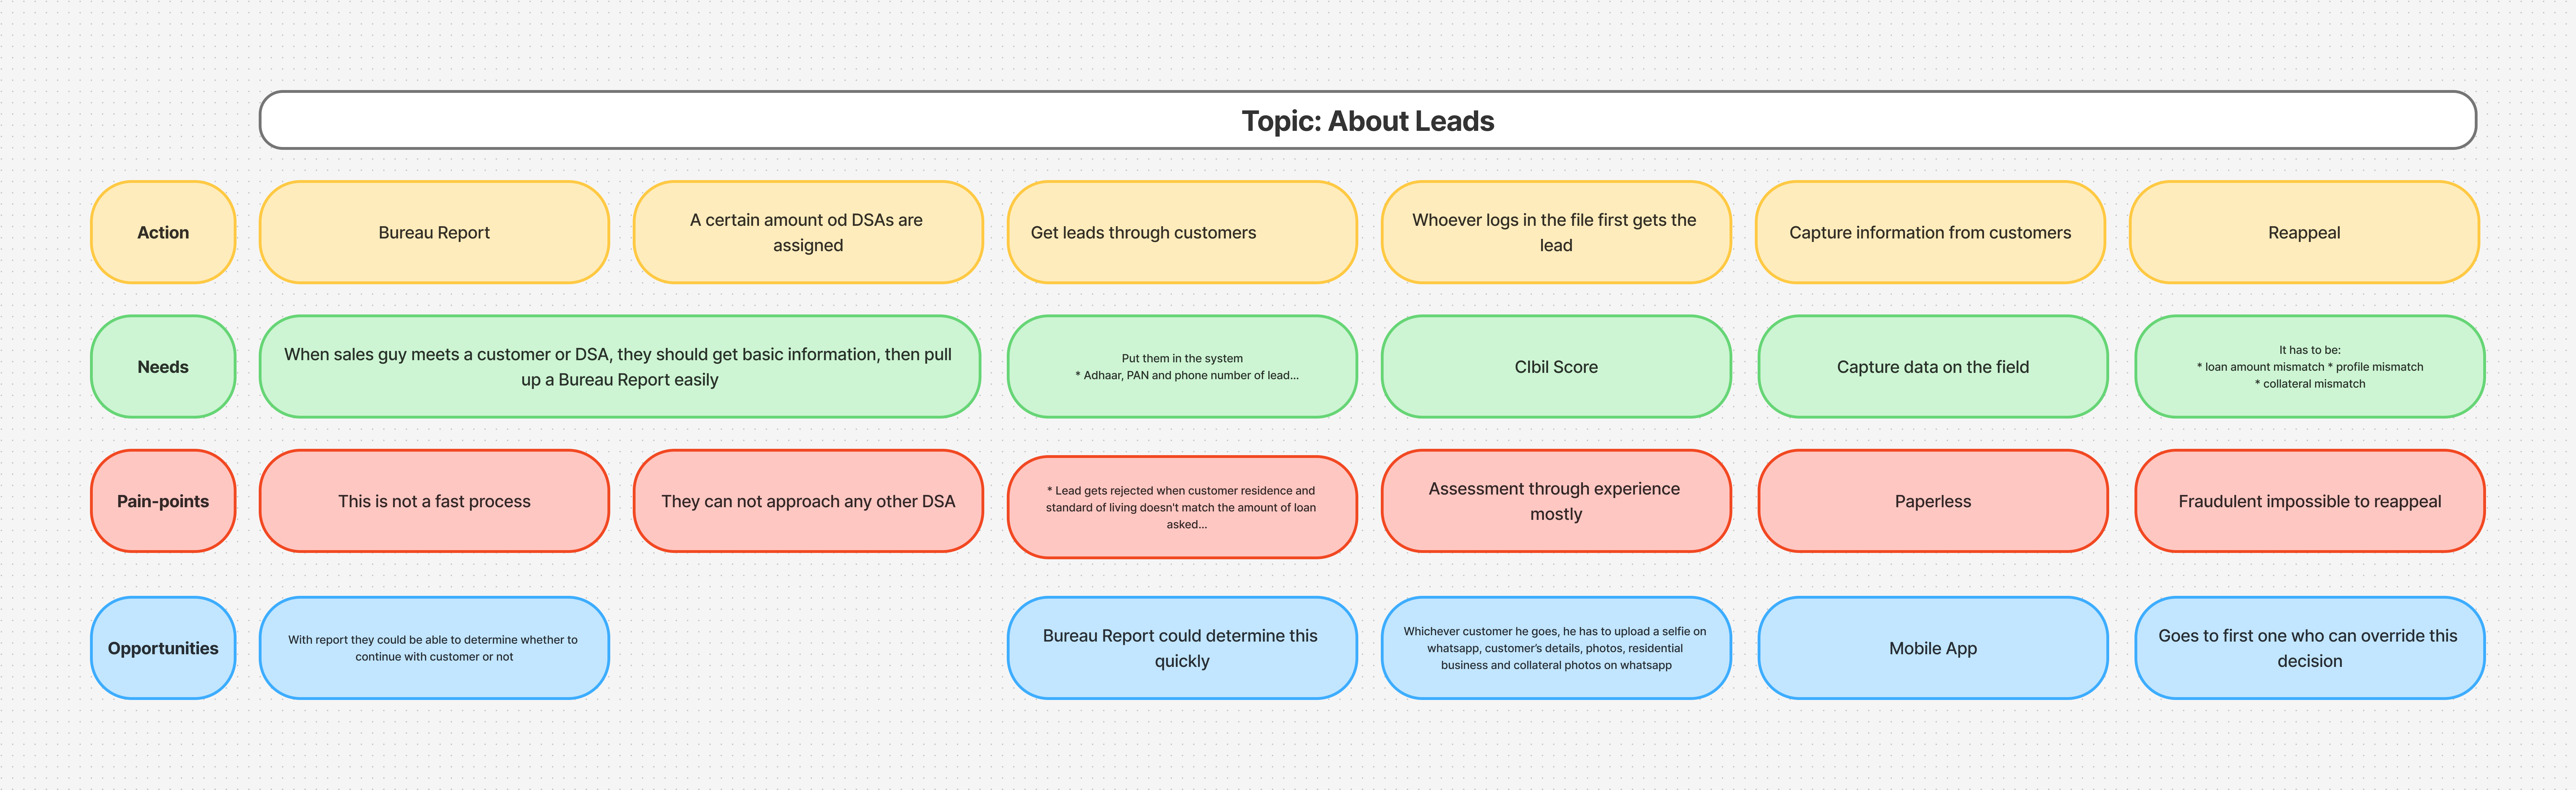 Topic: About Leads
Action
Bureau Report
A certain amount od DSAs are
assigned
Get leads through customers
Whoever logs in the file first gets the
lead
Capture information from customers
Reappeal
Needs
When sales guy meets a customer or DSA, they should get basic information, then pull
up a Bureau Report easily
Put them in the system
* Adhaar, PAN and phone number of lead...
CIbil Score
Capture data on the field
It has to be:
* loan amount mismatch * profile mismatch
* collateral mismatch
Pain-points
This is not a fast process
They can not approach any other DSA
* Lead gets rejected when customer residence and
standard of living doesn't match the amount of loan
asked...
Assessment through experience
mostly
Paperless
Fraudulent impossible to reappeal
Opportunities
With report they could be able to determine whether to
continue with customer or not
Bureau Report could determine this
quickly
Whichever customer he goes, he has to upload a selfie on
whatsapp, customer's details, photos, residential
business and collateral photos on whatsapp
Mobile App
Goes to first one who can override this
decision